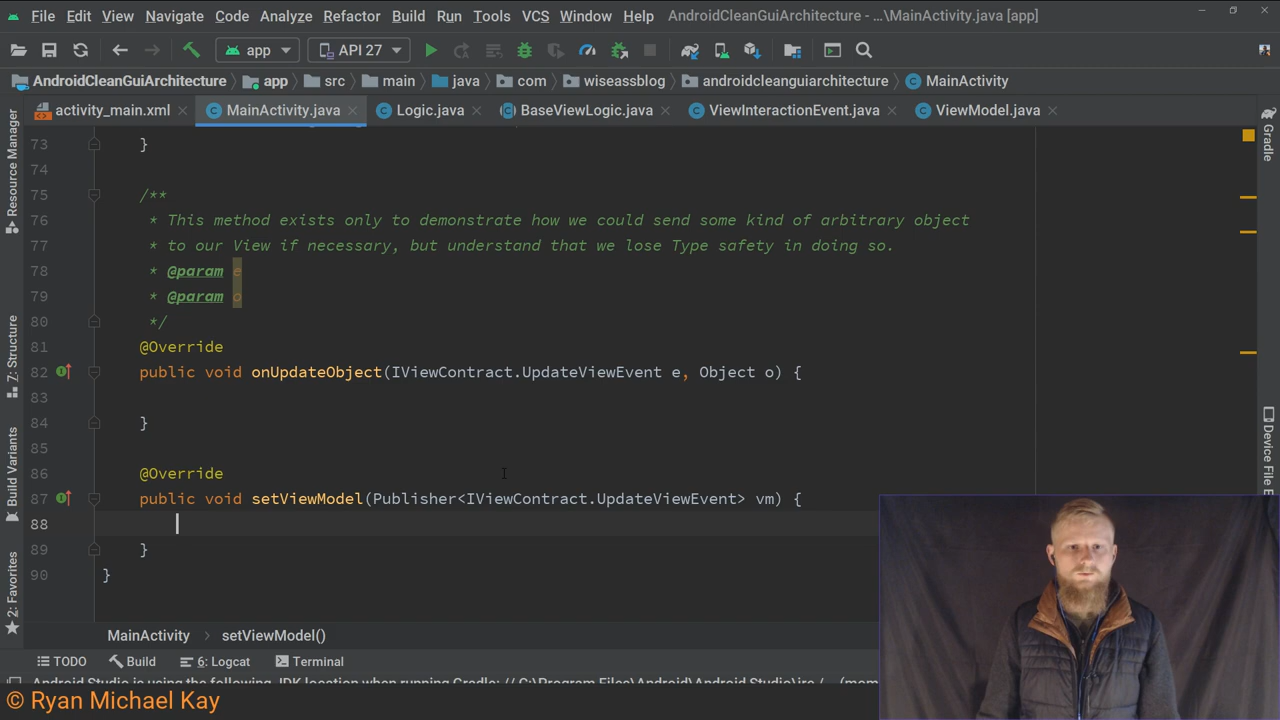 File Edit View Navigate Code Analyze Refactor Build Run Tools VCS Window Help AndroidCleanGuiArchitecture - ...\MainActivity.java [app]
app API 27
AndroidCleanGuiArchitecture app src main java com wiseassblog androidcleanguiarchitecture MainActivity
activity_main.xml MainActivity.java Logic.java BaseViewLogic.java ViewInteractionEvent.java ViewModel.java
Resource Manager
7: Structure
Build Variants
2: Favorites
73 }
74
75 /**
76 * This method exists only to demonstrate how we could send some kind of arbitrary object
77 * to our View if necessary, but understand that we lose Type safety in doing so.
78 * @param e
79 * @param o
80 */
81 @Override
82 public void onUpdateObject(IViewContract.UpdateViewEvent e, Object o) {
83
84 }
85
86 @Override
87 public void setViewModel(Publisher<IViewContract.UpdateViewEvent> vm) {
88
89 }
90 }
Gradle
Device File E
MainActivity setViewModel()
TODO Build 6: Logcat Terminal
Android Studio is using the following JDK location when running Gradle: // C:\Program Files\Android\Android Studio\jre /
© Ryan Michael Kay